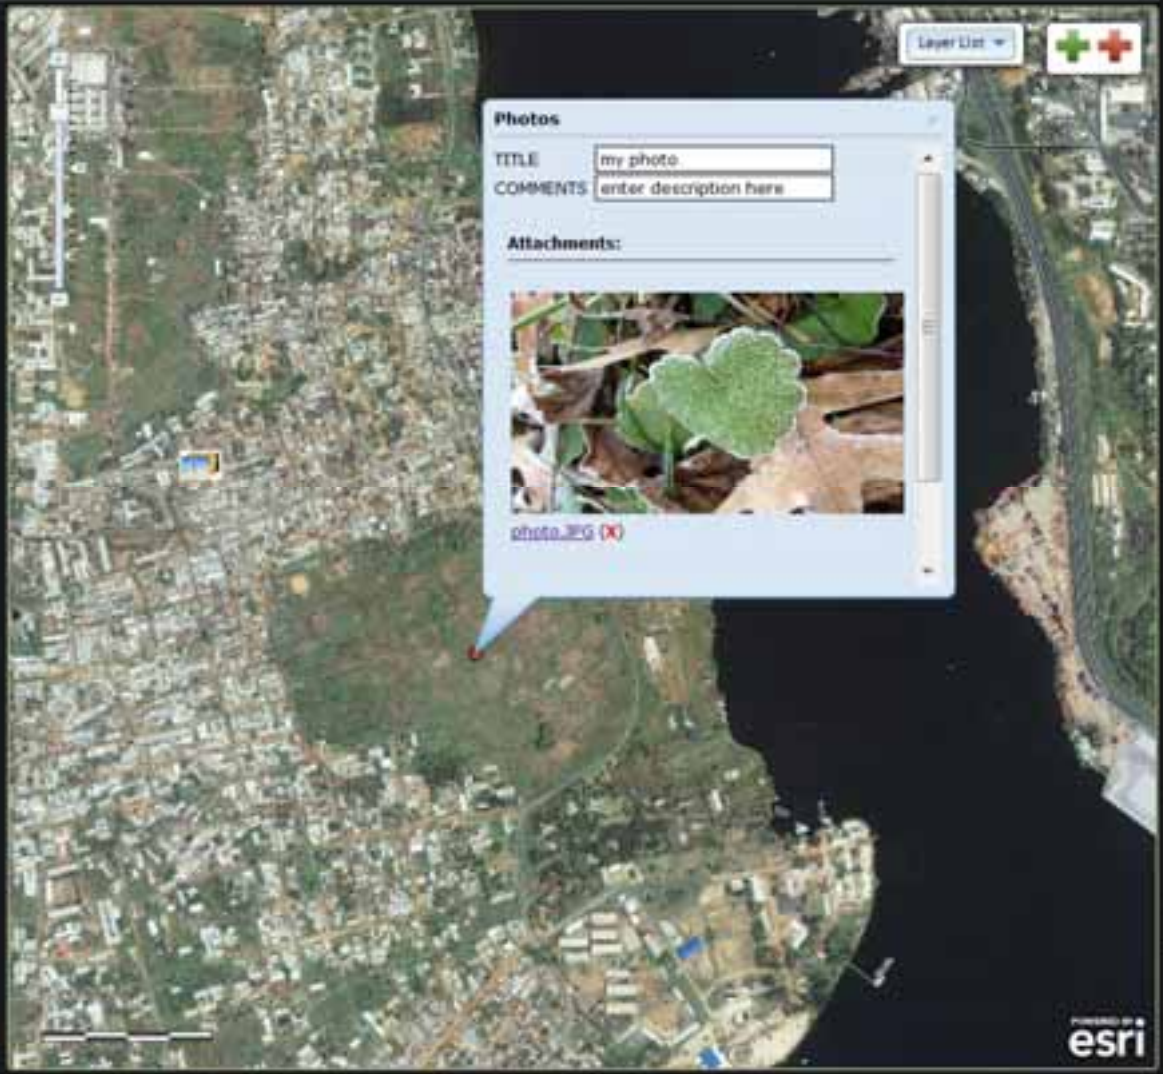 Layer List
Photos
TITLE my photo
COMMENTS enter description here
Attachments:
photo.JPG (X)
POWERED BY
esri